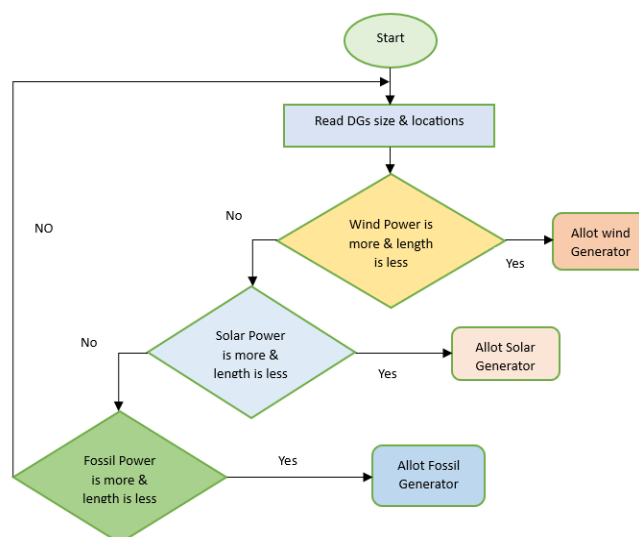 Start
Read DGs size & locations
Wind Power is
more & length
is less
No
Yes
Allot wind
Generator
NO
Solar Power
is more &
length is less
No
Yes
Allot Solar
Generator
Fossil Power
is more &
length is less
Yes
Allot Fossil
Generator